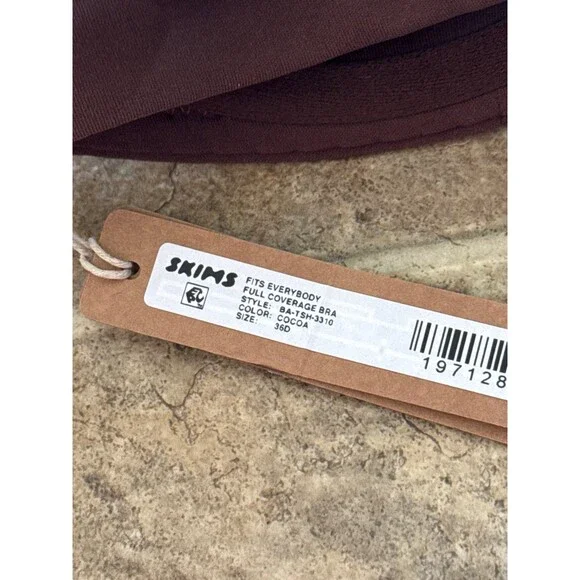 SKIMS
FITS EVERYBODY
FULL COVERAGE BRA
STYLE: BA-TSH-3310
COLOR: COCOA
SIZE: 36D
197128